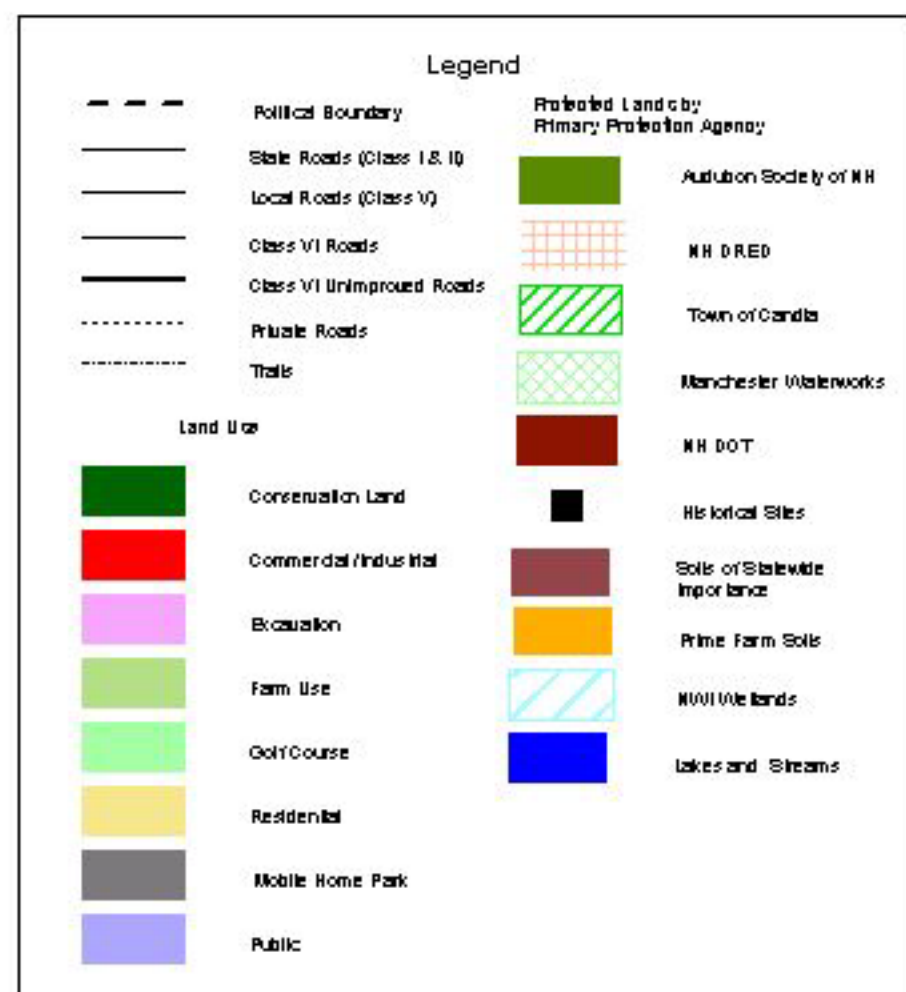 Legend
Political Boundary
State Roads (Class I & II)
Local Roads (Class V)
Class VI Roads
Class VI Unimproved Roads
Private Roads
Trails
Land Use
Conservation Land
Commercial / Industrial
Excavation
Farm Use
Golf Course
Residential
Mobile Home Park
Public
Protected Lands by
Primary Protection Agency
Audubon Society of NH
NH DRED
Town of Candia
Manchester Waterworks
NH DOT
Historical Sites
Soils of Statewide
Importance
Prime Farm Soils
NWI Wetlands
Lakes and Streams